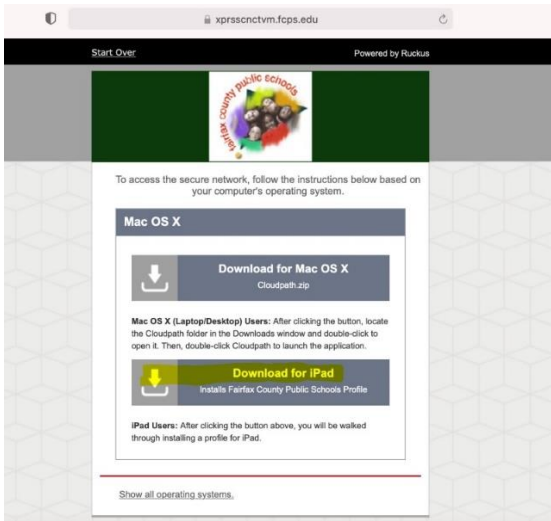 xprsscnctvm.fcps.edu
Start Over
Powered by Ruckus
fairfax county public schools
To access the secure network, follow the instructions below based on
your computer's operating system.
Mac OS X
Download for Mac OS X
Cloudpath.zip
Mac OS X (Laptop/Desktop) Users: After clicking the button, locate
the Cloudpath folder in the Downloads window and double-click to
open it. Then, double-click Cloudpath to launch the application.
Download for iPad
Installs Fairfax County Public Schools Profile
iPad Users: After clicking the button above, you will be walked
through installing a profile for iPad.
Show all operating systems.